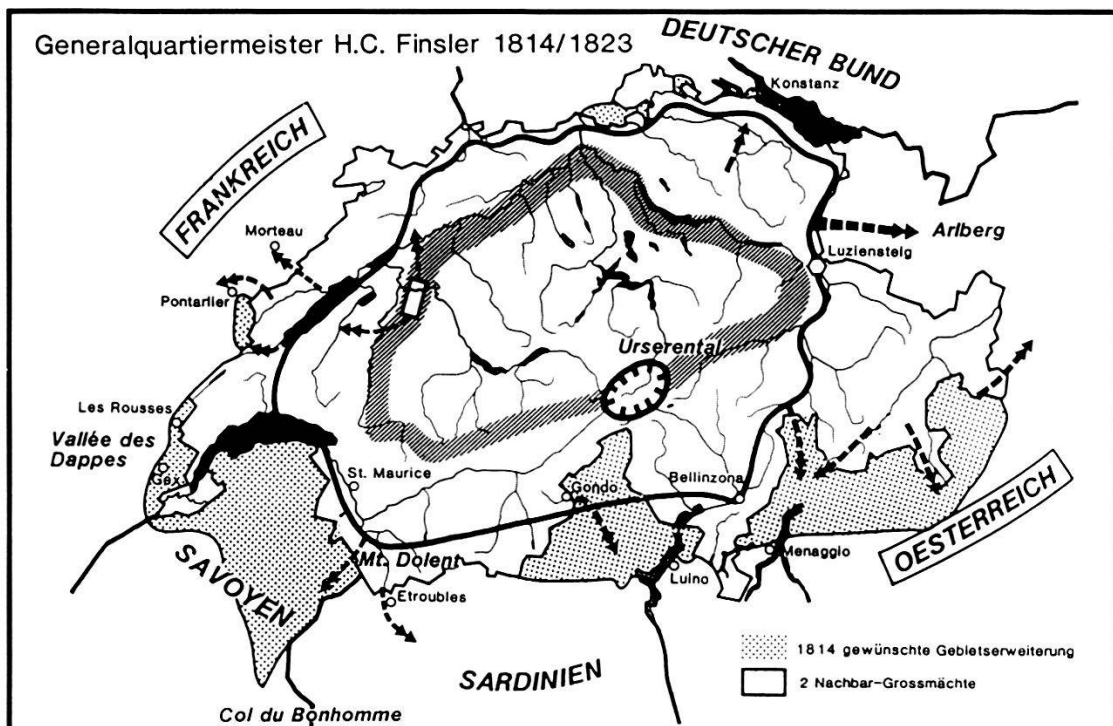 Generalquartiermeister H.C. Finsler 1814/1823
DEUTSCHER BUND
Konstanz
FRANKREICH
Morteau
Arlberg
Luziensteig
Pontarlier
Urserental
Les Rousses
Vallée des
Dappes
Gex
St. Maurice
Gondo
Bellinzona
OESTERREICH
Mt. Dolent
Menaggio
SAVOYEN
Luino
Etroubles
1814 gewünschte Gebietserweiterung
SARDINIEN
2 Nachbar-Grossmächte
Col du Bonhomme